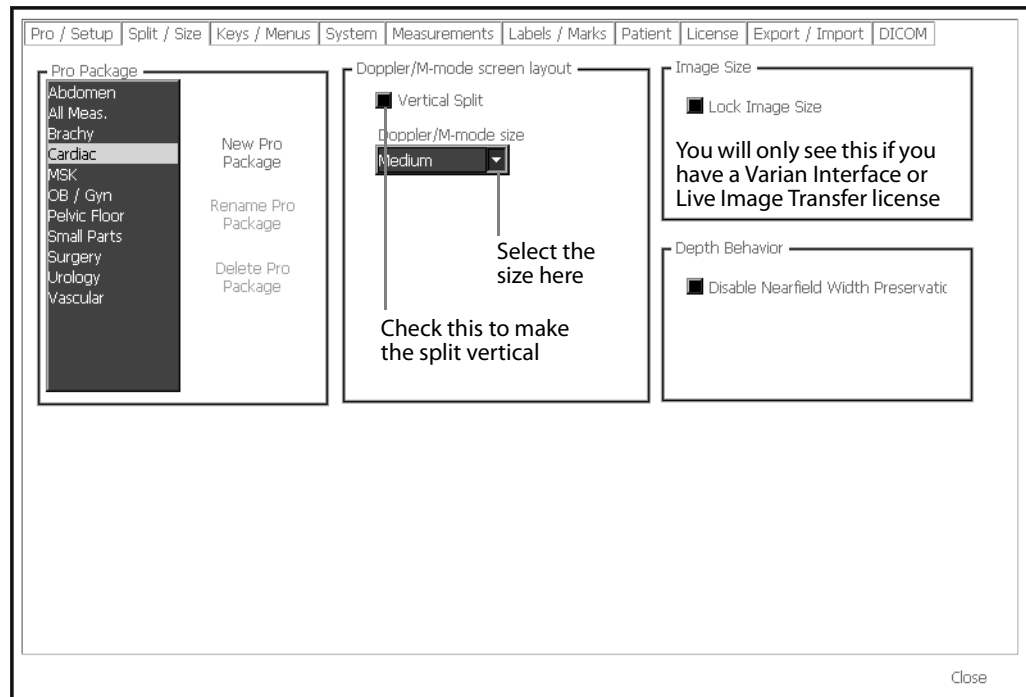 Pro / Setup Split / Size Keys / Menus System Measurements Labels / Marks Patient License Export / Import DICOM
Pro Package
Abdomen
All Meas.
Brachy
Cardiac
MSK
OB / Gyn
Pelvic Floor
Small Parts
Surgery
Urology
Vascular
New Pro
Package
Rename Pro
Package
Delete Pro
Package
Doppler/M-mode screen layout
Vertical Split
Doppler/M-mode size
Medium
Select the
size here
Check this to make
the split vertical
Image Size
Lock Image Size
You will only see this if you
have a Varian Interface or
Live Image Transfer license
Depth Behavior
Disable Nearfield Width Preservatic
Close